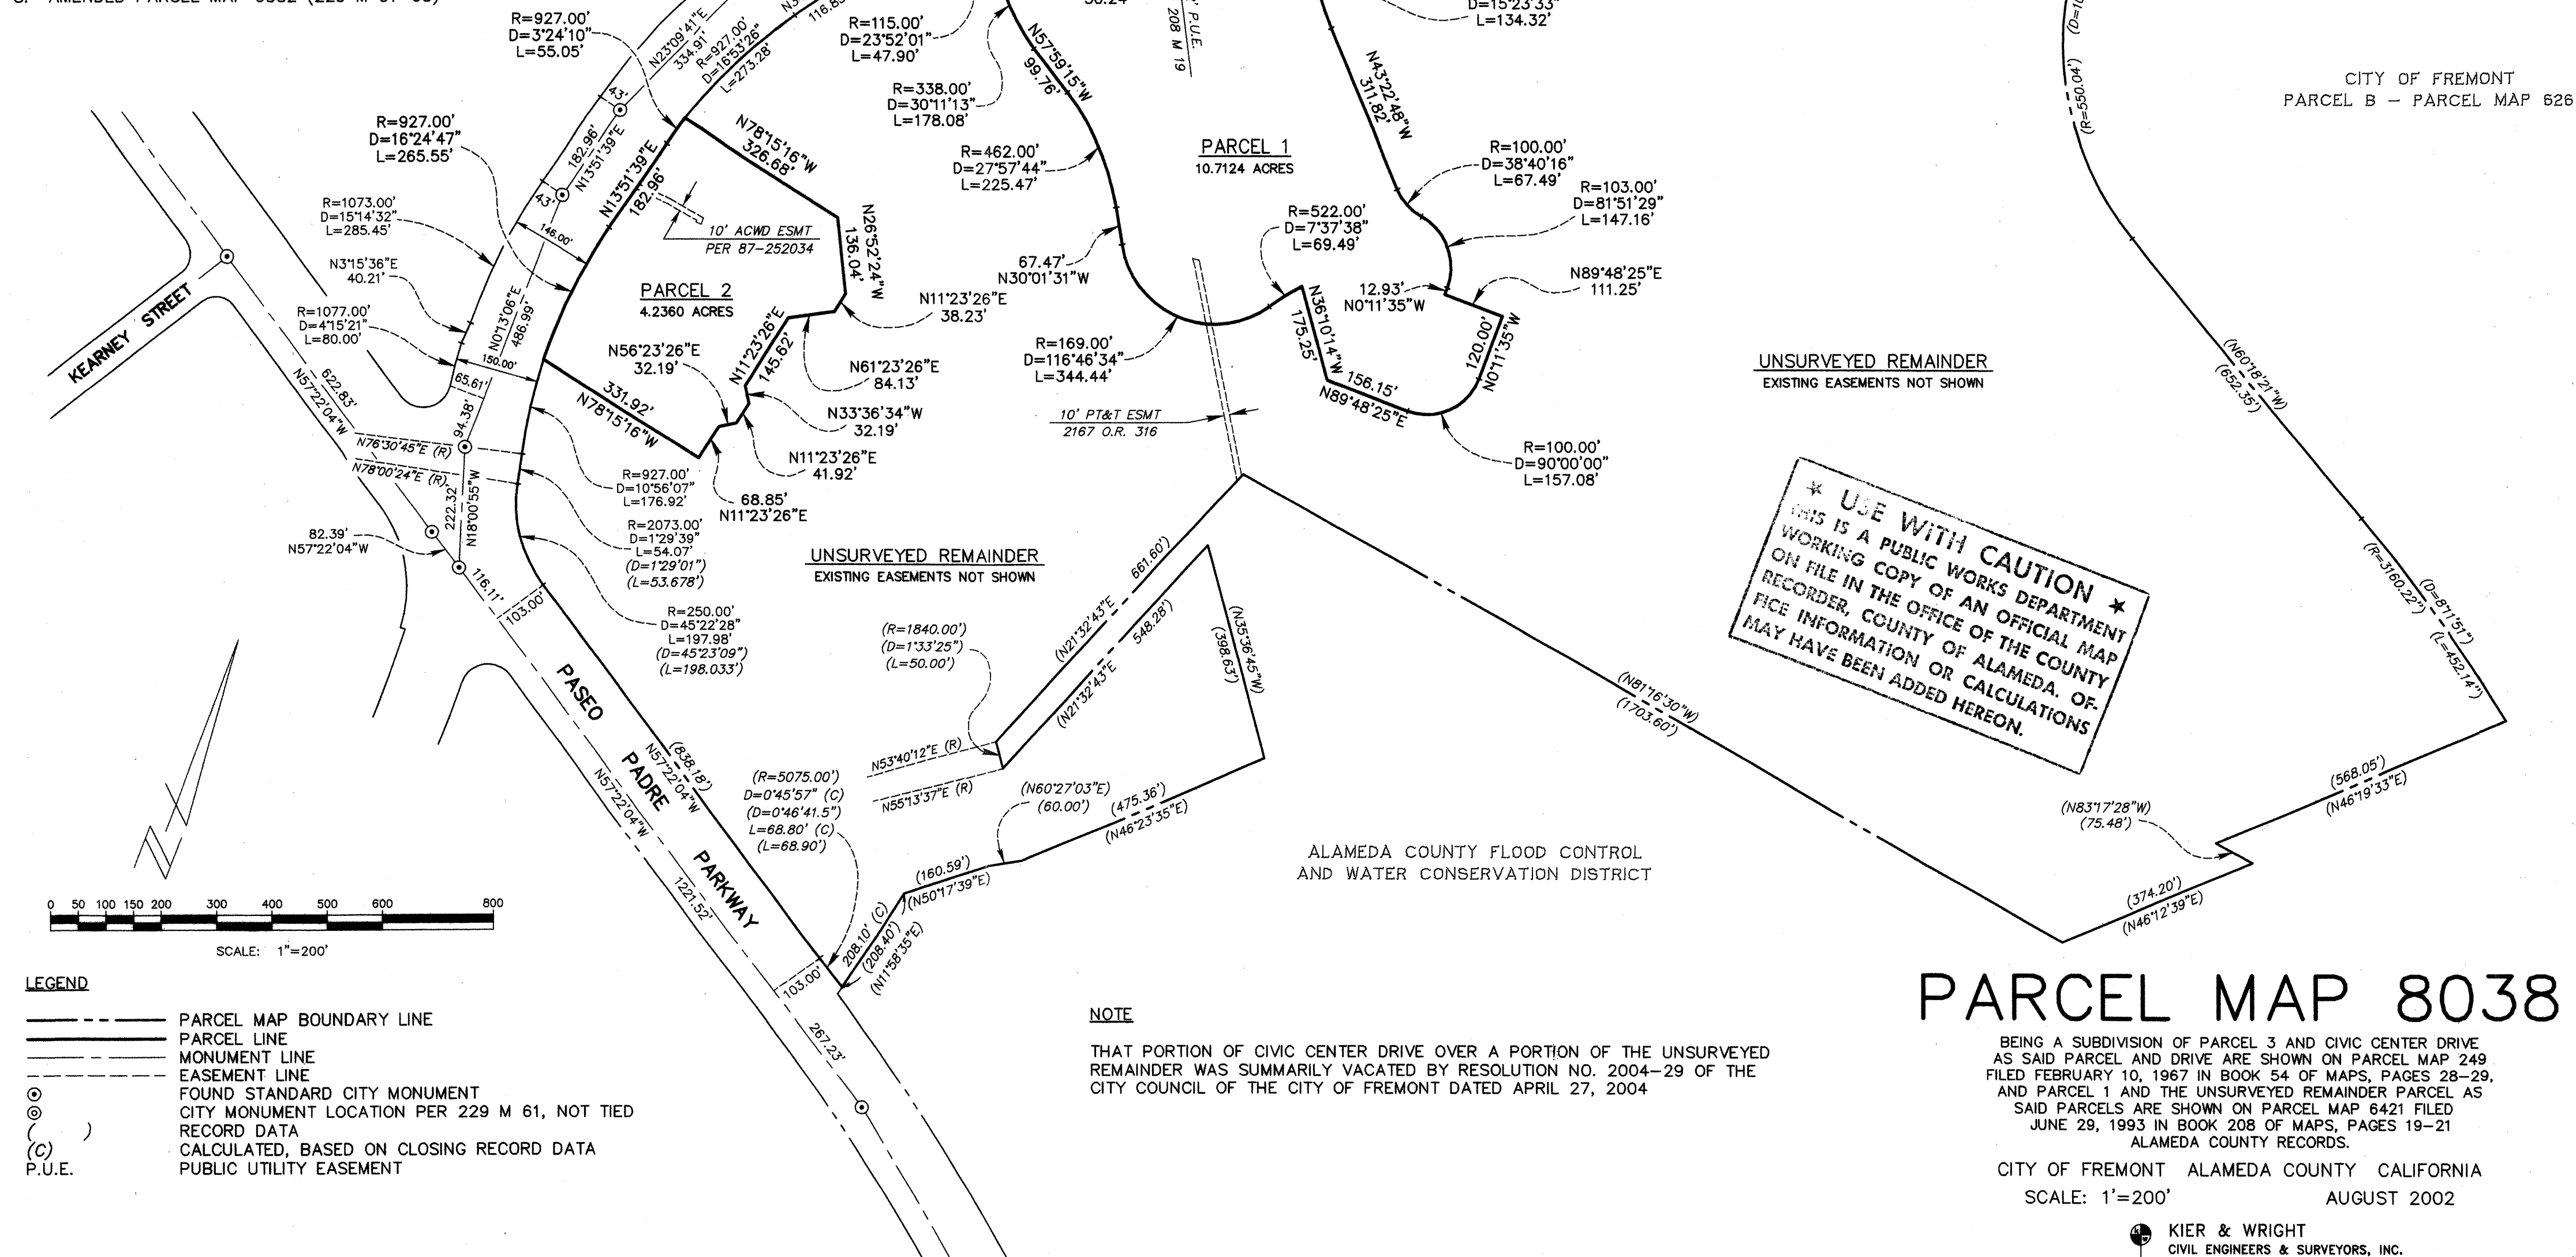 R=927.00'
D=3°24'10"
L=55.05'
N23°09'41"E
334.91'
R=927.00'
D=16°53'26"
L=273.28'
R=115.00'
D=23°52'01"
L=47.90'
N57°59'15"W
99.76'
' P.U.E.
208 M 19
D=15°23'33"
L=134.32'
N43°22'48"W
311.82'
(R=550.04')
CITY OF FREMONT
PARCEL B – PARCEL MAP 626
R=338.00'
D=30°11'13"
L=178.08'
43'
182.96'
N13°51'39"E
43'
R=927.00'
D=16°24'47"
L=265.55'
N13°51'39"E
182.96'
N78°15'16"W
326.68'
R=462.00'
D=27°57'44"
L=225.47'
PARCEL 1
10.7124 ACRES
R=100.00'
D=38°40'16"
L=67.49'
R=103.00'
D=81°51'29"
L=147.16'
R=1073.00'
D=15°14'32"
L=285.45'
146.00'
10' ACWD ESMT
PER 87-252034
N26°52'24"W
136.04'
R=522.00'
D=7°37'38"
L=69.49'
N3°15'36"E
40.21'
67.47'
N30°01'31"W
12.93'
N0°11'35"W
N89°48'25"E
111.25'
PARCEL 2
4.2360 ACRES
N11°23'26"E
38.23'
R=1077.00'
D=4°15'21"
L=80.00'
N0°13'06"E
486.99'
150.00'
65.61'
94.38'
KEARNEY STREET
622.83'
N57°22'04"W
N56°23'26"E
32.19'
N11°23'26"E
145.62'
N61°23'26"E
84.13'
R=169.00'
D=116°46'34"
L=344.44'
N36°10'14"W
175.25'
156.15'
N89°48'25"E
120.00'
N0°11'35"W
UNSURVEYED REMAINDER
EXISTING EASEMENTS NOT SHOWN
(N60°18'21"W)
(652.35')
331.92'
N78°15'16"W
N33°36'34"W
32.19'
10' PT&T ESMT
2167 O.R. 316
N76°30'45"E (R)
N78°00'24"E (R)
N11°23'26"E
41.92'
R=100.00'
D=90°00'00"
L=157.08'
R=927.00'
D=10°56'07"
L=176.92'
68.85'
N11°23'26"E
222.32'
N18°00'55"W
82.39'
N57°22'04"W
R=2073.00'
D=1°29'39"
L=54.07'
(D=1°29'01")
(L=53.678')
UNSURVEYED REMAINDER
EXISTING EASEMENTS NOT SHOWN
116.11'
103.00'
R=250.00'
D=45°22'28"
L=197.98'
(D=45°23'09")
(L=198.033')
661.60')
(N21°32'43"E
548.28')
(N21°32'43"E
(N35°36'45"W)
(398.63')
(R=1840.00')
(D=1°33'25")
(L=50.00')
★ USE WITH CAUTION ★
THIS IS A PUBLIC WORKS DEPARTMENT
WORKING COPY OF AN OFFICIAL MAP
ON FILE IN THE OFFICE OF THE COUNTY
RECORDER, COUNTY OF ALAMEDA. OF-
FICE INFORMATION OR CALCULATIONS
MAY HAVE BEEN ADDED HEREON.
(R=3160.22")
(D=8°11'51")
(L=452.14")
(N81°16'30"W)
(1703.60')
PASEO PADRE PARKWAY
(838.18')
N57°22'04"W
N57°22'04"W
1221.52'
N53°40'12"E (R)
N55°13'37"E (R)
(R=5075.00')
D=0°45'57" (C)
(D=0°46'41.5")
L=68.80' (C)
(L=68.90')
(N60°27'03"E)
(60.00')
(475.36')
(N46°23'35"E)
(568.05')
(N46°19'33"E)
(N83°17'28"W)
(75.48')
(160.59')
(N50°17'39"E)
ALAMEDA COUNTY FLOOD CONTROL
AND WATER CONSERVATION DISTRICT
(374.20')
(N46°12'39"E)
208.10' (C)
(208.40')
(N11°58'35"E)
103.00'
267.23'
0 50 100 150 200 300 400 500 600 800
SCALE: 1"=200'
LEGEND
PARCEL MAP BOUNDARY LINE
PARCEL LINE
MONUMENT LINE
EASEMENT LINE
FOUND STANDARD CITY MONUMENT
CITY MONUMENT LOCATION PER 229 M 61, NOT TIED
( ) RECORD DATA
(C) CALCULATED, BASED ON CLOSING RECORD DATA
P.U.E. PUBLIC UTILITY EASEMENT
NOTE
THAT PORTION OF CIVIC CENTER DRIVE OVER A PORTION OF THE UNSURVEYED
REMAINDER WAS SUMMARILY VACATED BY RESOLUTION NO. 2004-29 OF THE
CITY COUNCIL OF THE CITY OF FREMONT DATED APRIL 27, 2004
PARCEL MAP 8038
BEING A SUBDIVISION OF PARCEL 3 AND CIVIC CENTER DRIVE
AS SAID PARCEL AND DRIVE ARE SHOWN ON PARCEL MAP 249
FILED FEBRUARY 10, 1967 IN BOOK 54 OF MAPS, PAGES 28-29,
AND PARCEL 1 AND THE UNSURVEYED REMAINDER PARCEL AS
SAID PARCELS ARE SHOWN ON PARCEL MAP 6421 FILED
JUNE 29, 1993 IN BOOK 208 OF MAPS, PAGES 19-21
ALAMEDA COUNTY RECORDS.
CITY OF FREMONT ALAMEDA COUNTY CALIFORNIA
SCALE: 1'=200' AUGUST 2002
KIER & WRIGHT
CIVIL ENGINEERS & SURVEYORS, INC.